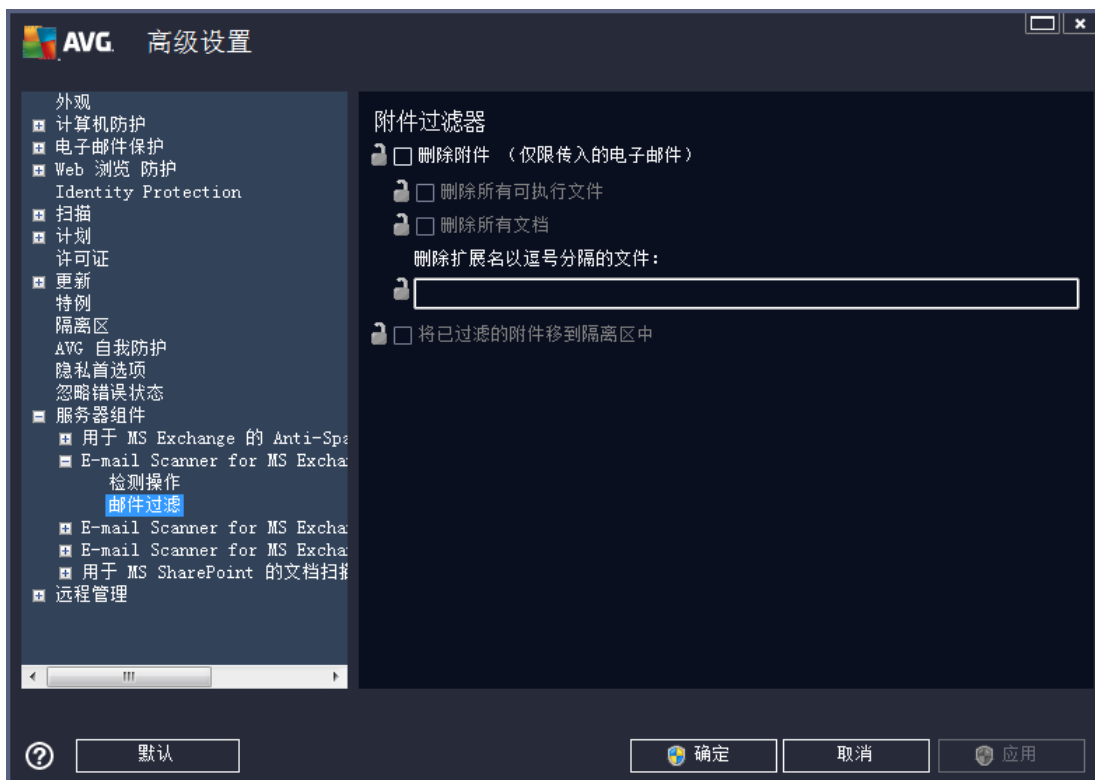 AVG. 高级设置
外观
计算机防护
电子邮件保护
Web 浏览 防护
Identity Protection
扫描
计划
许可证
更新
特例
隔离区
AVG 自我防护
隐私首选项
忽略错误状态
服务器组件
用于 MS Exchange 的 Anti-Spa
E-mail Scanner for MS Excha
检测操作
邮件过滤
E-mail Scanner for MS Excha
E-mail Scanner for MS Excha
用于 MS SharePoint 的文档扫描
远程管理
附件过滤器
删除附件 （仅限传入的电子邮件）
删除所有可执行文件
删除所有文档
删除扩展名以逗号分隔的文件：
将已过滤的附件移到隔离区中
默认
确定
取消
应用